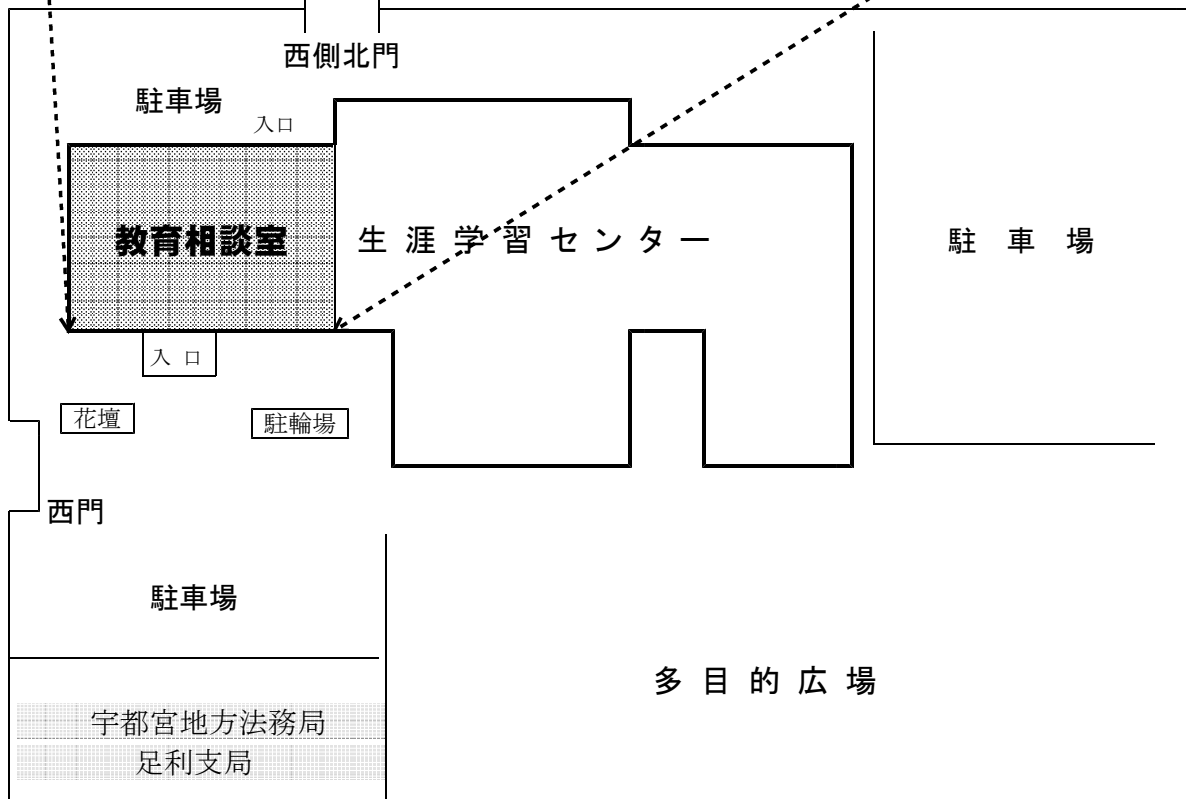 西側北門
駐車場
入口
教育相談室
生涯学習センター
駐車場
入口
花壇
駐輪場
西門
駐車場
多目的広場
宇都宮地方法務局
足利支局